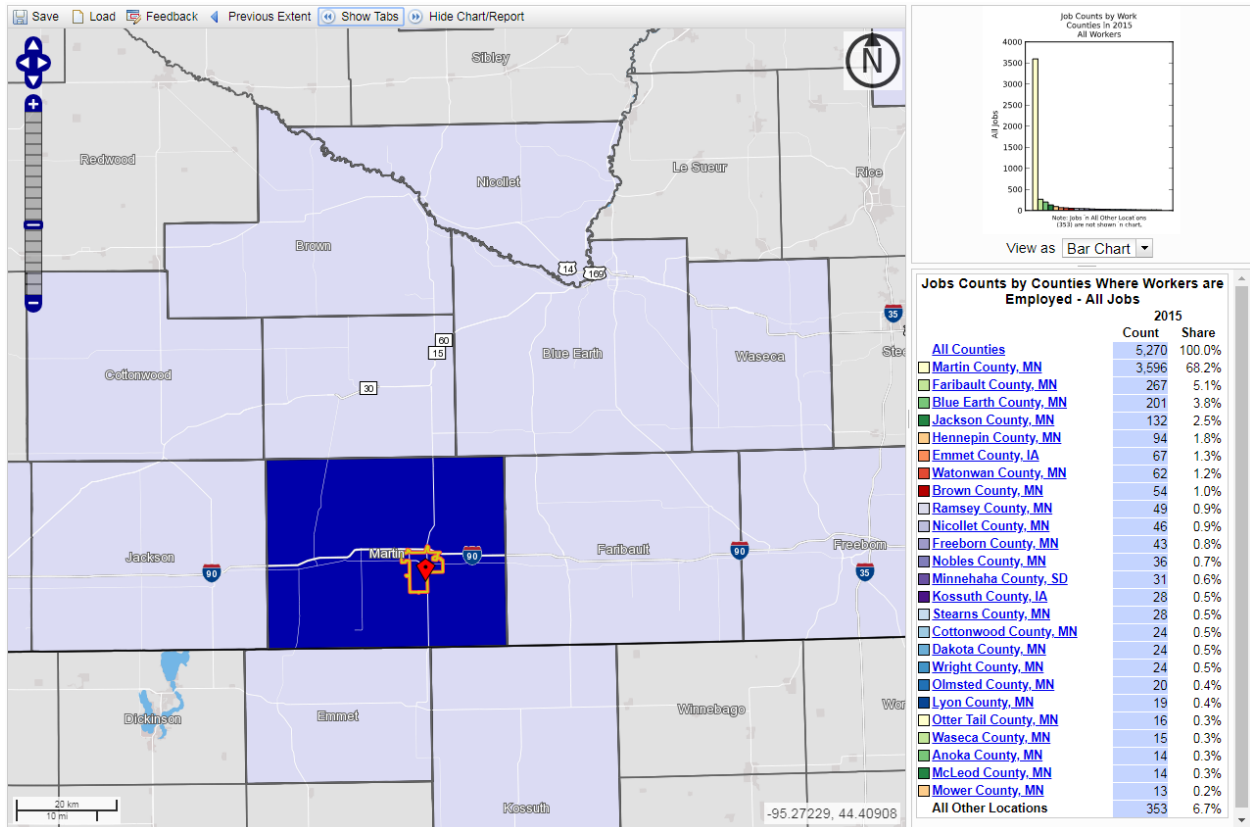 Save Load Feedback Previous Extent Show Tabs Hide Chart/Report
N
Sibley
Redwood
Nicollet
Le Sueur
Rice
Brown
14
169
35
60
15
Blue Earth
Waseca
Cottonwood
30
Martin
90
Faribault
90
Freeborn
Jackson
90
35
Dickinson
Emmet
Winnebago
Kossuth
20 km
10 mi
-95.27229, 44.40908
Job Counts by Work
Counties in 2015
All Workers
All Jobs
4000
3500
3000
2500
2000
1500
1000
500
0
Note: Jobs in All Other Locations
(353) are not shown in chart.
View as Bar Chart
Jobs Counts by Counties Where Workers are
Employed - All Jobs
2015
Count Share
All Counties 5,270 100.0%
Martin County, MN 3,596 68.2%
Faribault County, MN 267 5.1%
Blue Earth County, MN 201 3.8%
Jackson County, MN 132 2.5%
Hennepin County, MN 94 1.8%
Emmet County, IA 67 1.3%
Watonwan County, MN 62 1.2%
Brown County, MN 54 1.0%
Ramsey County, MN 49 0.9%
Nicollet County, MN 46 0.9%
Freeborn County, MN 43 0.8%
Nobles County, MN 36 0.7%
Minnehaha County, SD 31 0.6%
Kossuth County, IA 28 0.5%
Stearns County, MN 28 0.5%
Cottonwood County, MN 24 0.5%
Dakota County, MN 24 0.5%
Wright County, MN 24 0.5%
Olmsted County, MN 20 0.4%
Lyon County, MN 19 0.4%
Otter Tail County, MN 16 0.3%
Waseca County, MN 15 0.3%
Anoka County, MN 14 0.3%
McLeod County, MN 14 0.3%
Mower County, MN 13 0.2%
All Other Locations 353 6.7%